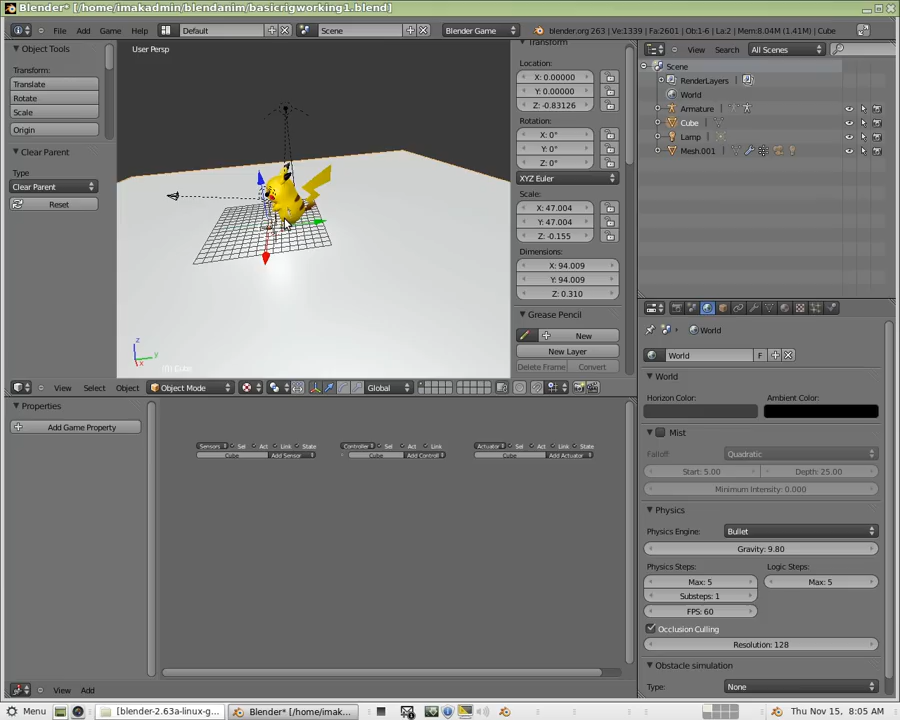 Blender* [/home/imakadmin/blendanim/basicrigworking1.blend]
File Add Game Help Default Scene Blender Game blender.org 263 | Ve:1339 | Fa:2601 | Ob:1-6 | La:2 | Mem:8.04M (1.41M) | Cube
Object Tools
Transform:
Translate
Rotate
Scale
Origin
Clear Parent
Type
Clear Parent
Reset
User Persp
z
y
x
(0) Cube
Transform
Location:
X: 0.00000
Y: 0.00000
Z: -0.83126
Rotation:
X: 0°
Y: 0°
Z: 0°
XYZ Euler
Scale:
X: 47.004
Y: 47.004
Z: -0.155
Dimensions:
X: 94.009
Y: 94.009
Z: 0.310
Grease Pencil
New
New Layer
Delete Frame Convert
View Select Object Object Mode Global
View Search All Scenes
Scene
RenderLayers
World
Armature
Cube
Lamp
Mesh.001
World
World F
World
Horizon Color: Ambient Color:
Mist
Falloff: Quadratic
Start: 5.00 Depth: 25.00
Minimum Intensity: 0.000
Physics
Physics Engine: Bullet
Gravity: 9.80
Physics Steps: Logic Steps:
Max: 5 Max: 5
Substeps: 1
FPS: 60
Occlusion Culling
Resolution: 128
Obstacle simulation
Type: None
Properties
Add Game Property
Sensors Sel Act Link State Controller Sel Act Link Actuator Sel Act Link State
Cube Add Sensor Cube Add Control Cube Add Actuator
View Add
Menu [blender-2.63a-linux-g... Blender* [/home/imak... Thu Nov 15, 8:05 AM